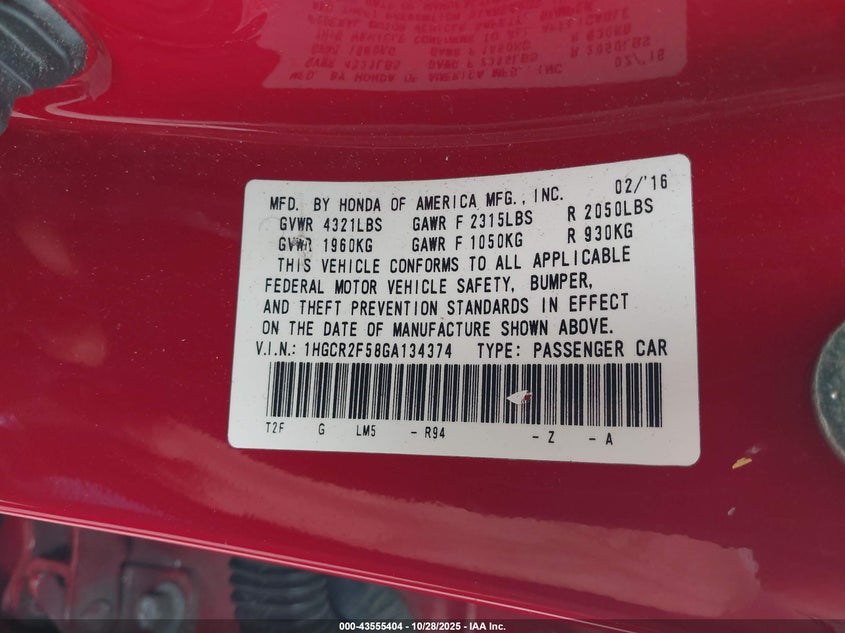 MFD. BY HONDA OF AMERICA MFG., INC. 02/'16
GVWR 4321LBS GAWR F 2315LBS R 2050LBS
GVWR 1960KG GAWR F 1050KG R 930KG
THIS VEHICLE CONFORMS TO ALL APPLICABLE
FEDERAL MOTOR VEHICLE SAFETY, BUMPER,
AND THEFT PREVENTION STANDARDS IN EFFECT
ON THE DATE OF MANUFACTURE SHOWN ABOVE.
V.I.N.: 1HGCR2F58GA134374 TYPE: PASSENGER CAR
T2F G LM5 - R94 - Z - A
000-43555404 | 10/28/2025 | IAA Inc.